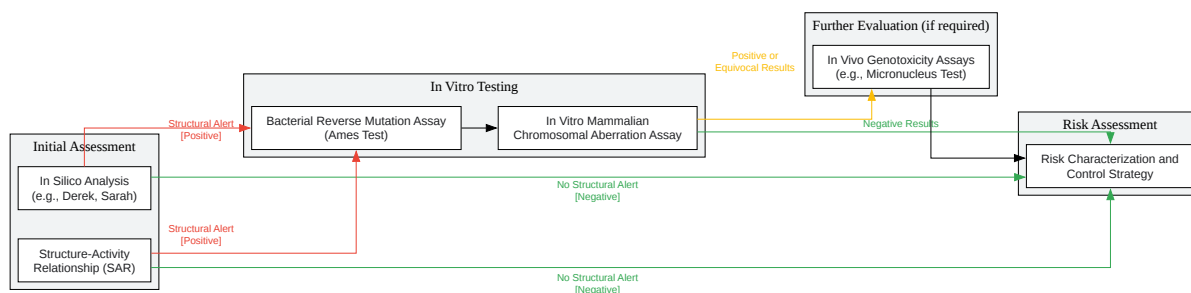 Initial Assessment
In Silico Analysis
(e.g., Derek, Sarah)
Structure-Activity
Relationship (SAR)
Structural Alert
[Positive]
Structural Alert
[Positive]
In Vitro Testing
Bacterial Reverse Mutation Assay
(Ames Test)
In Vitro Mammalian
Chromosomal Aberration Assay
No Structural Alert
[Negative]
No Structural Alert
[Negative]
Positive or
Equivocal Results
Further Evaluation (if required)
In Vivo Genotoxicity Assays
(e.g., Micronucleus Test)
Negative Results
Risk Assessment
Risk Characterization and
Control Strategy